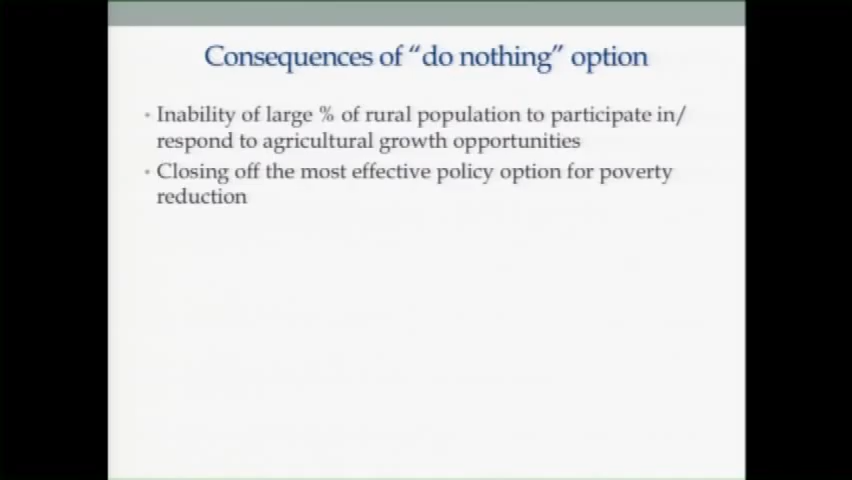 Consequences of “do nothing” option
• Inability of large % of rural population to participate in/
respond to agricultural growth opportunities
• Closing off the most effective policy option for poverty
reduction